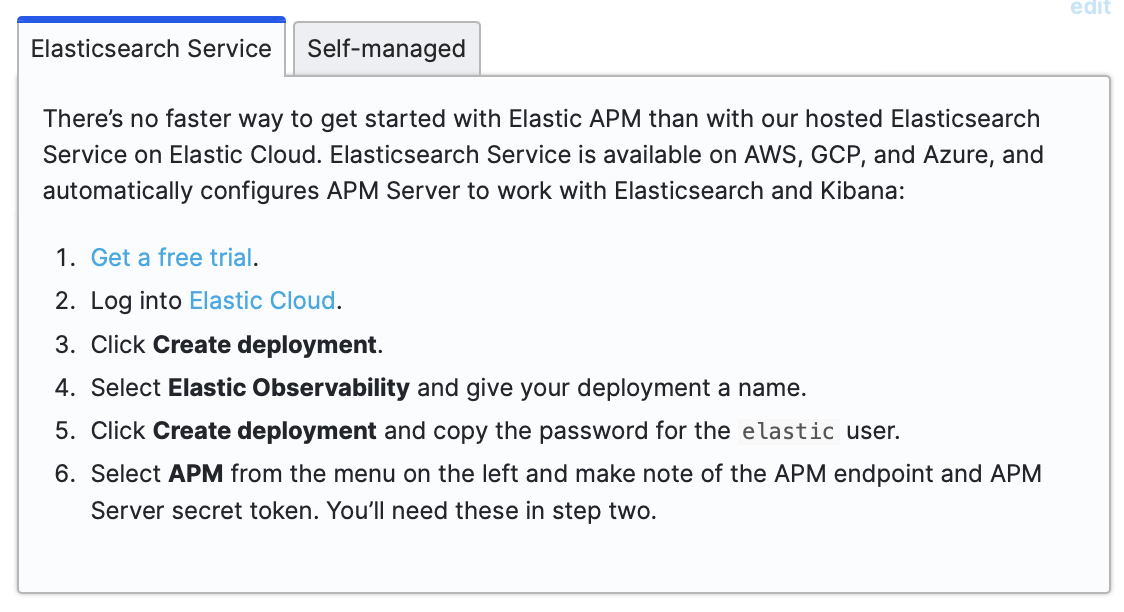 edit
Elasticsearch Service
Self-managed
There’s no faster way to get started with Elastic APM than with our hosted Elasticsearch
Service on Elastic Cloud. Elasticsearch Service is available on AWS, GCP, and Azure, and
automatically configures APM Server to work with Elasticsearch and Kibana:
1. Get a free trial.
2. Log into Elastic Cloud.
3. Click Create deployment.
4. Select Elastic Observability and give your deployment a name.
5. Click Create deployment and copy the password for the elastic user.
6. Select APM from the menu on the left and make note of the APM endpoint and APM
Server secret token. You’ll need these in step two.